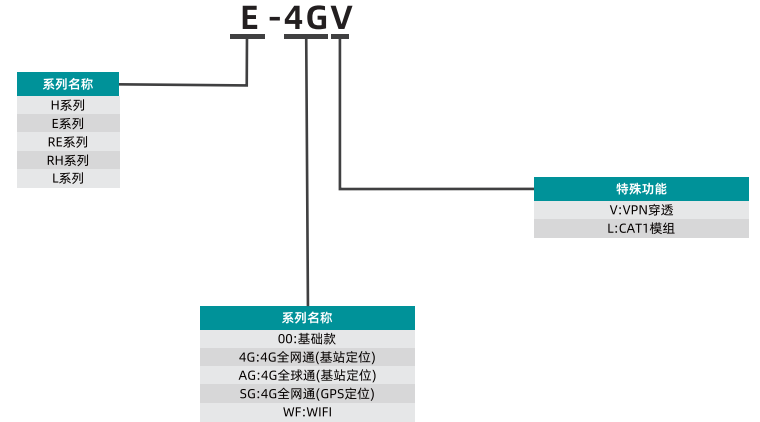 E-4GV
系列名称
H系列
E系列
RE系列
RH系列
L系列
特殊功能
V:VPN穿透
L:CAT1模组
系列名称
00:基础款
4G:4G全网通(基站定位)
AG:4G全球通(基站定位)
SG:4G全网通(GPS定位)
WF:WIFI